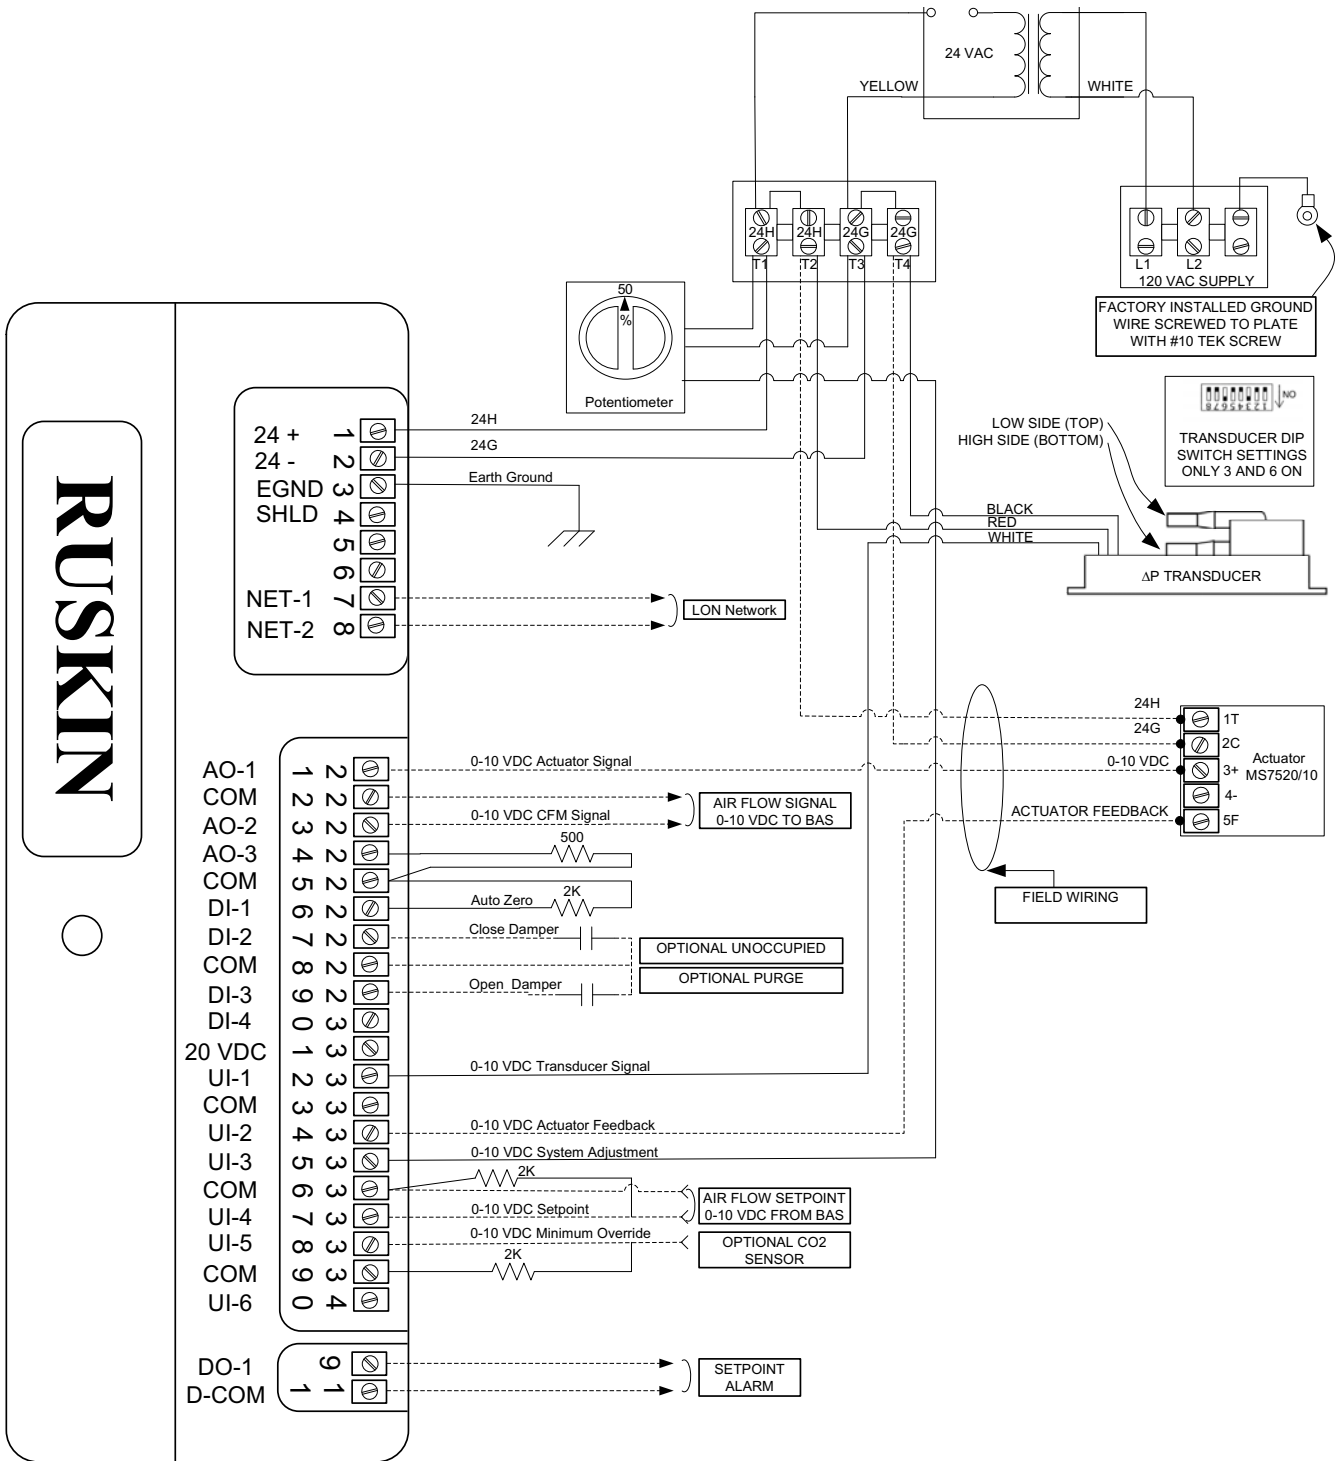 24 VAC
YELLOW
WHITE
24H
24H
24G
24G
T1
T2
T3
T4
L1
L2
120 VAC SUPPLY
FACTORY INSTALLED GROUND
WIRE SCREWED TO PLATE
WITH #10 TEK SCREW
50
%
Potentiometer
ON
1 2 3 4 5 6 7 8
TRANSDUCER DIP
SWITCH SETTINGS
ONLY 3 AND 6 ON
LOW SIDE (TOP)
HIGH SIDE (BOTTOM)
BLACK
RED
WHITE
ΔP TRANSDUCER
RUSKIN
24 + 1 24H
24 - 2 24G
EGND 3 Earth Ground
SHLD 4
5
6
NET-1 7
NET-2 8
LON Network
24H
1T
24G
2C
0-10 VDC
3+
4-
ACTUATOR FEEDBACK
5F
Actuator
MS7520/10
FIELD WIRING
AO-1 21 0-10 VDC Actuator Signal
COM 22
AO-2 23 0-10 VDC CFM Signal
AIR FLOW SIGNAL
0-10 VDC TO BAS
AO-3 24 500
COM 25
DI-1 26 Auto Zero 2K
DI-2 27 Close Damper
OPTIONAL UNOCCUPIED
COM 28
OPTIONAL PURGE
DI-3 29 Open Damper
DI-4 30
20 VDC 31
UI-1 32 0-10 VDC Transducer Signal
COM 33
UI-2 34 0-10 VDC Actuator Feedback
UI-3 35 0-10 VDC System Adjustment
COM 36 2K
UI-4 37 0-10 VDC Setpoint
AIR FLOW SETPOINT
0-10 VDC FROM BAS
UI-5 38 0-10 VDC Minimum Override
OPTIONAL CO2
SENSOR
COM 39 2K
UI-6 40
DO-1 9
D-COM 11
SETPOINT
ALARM